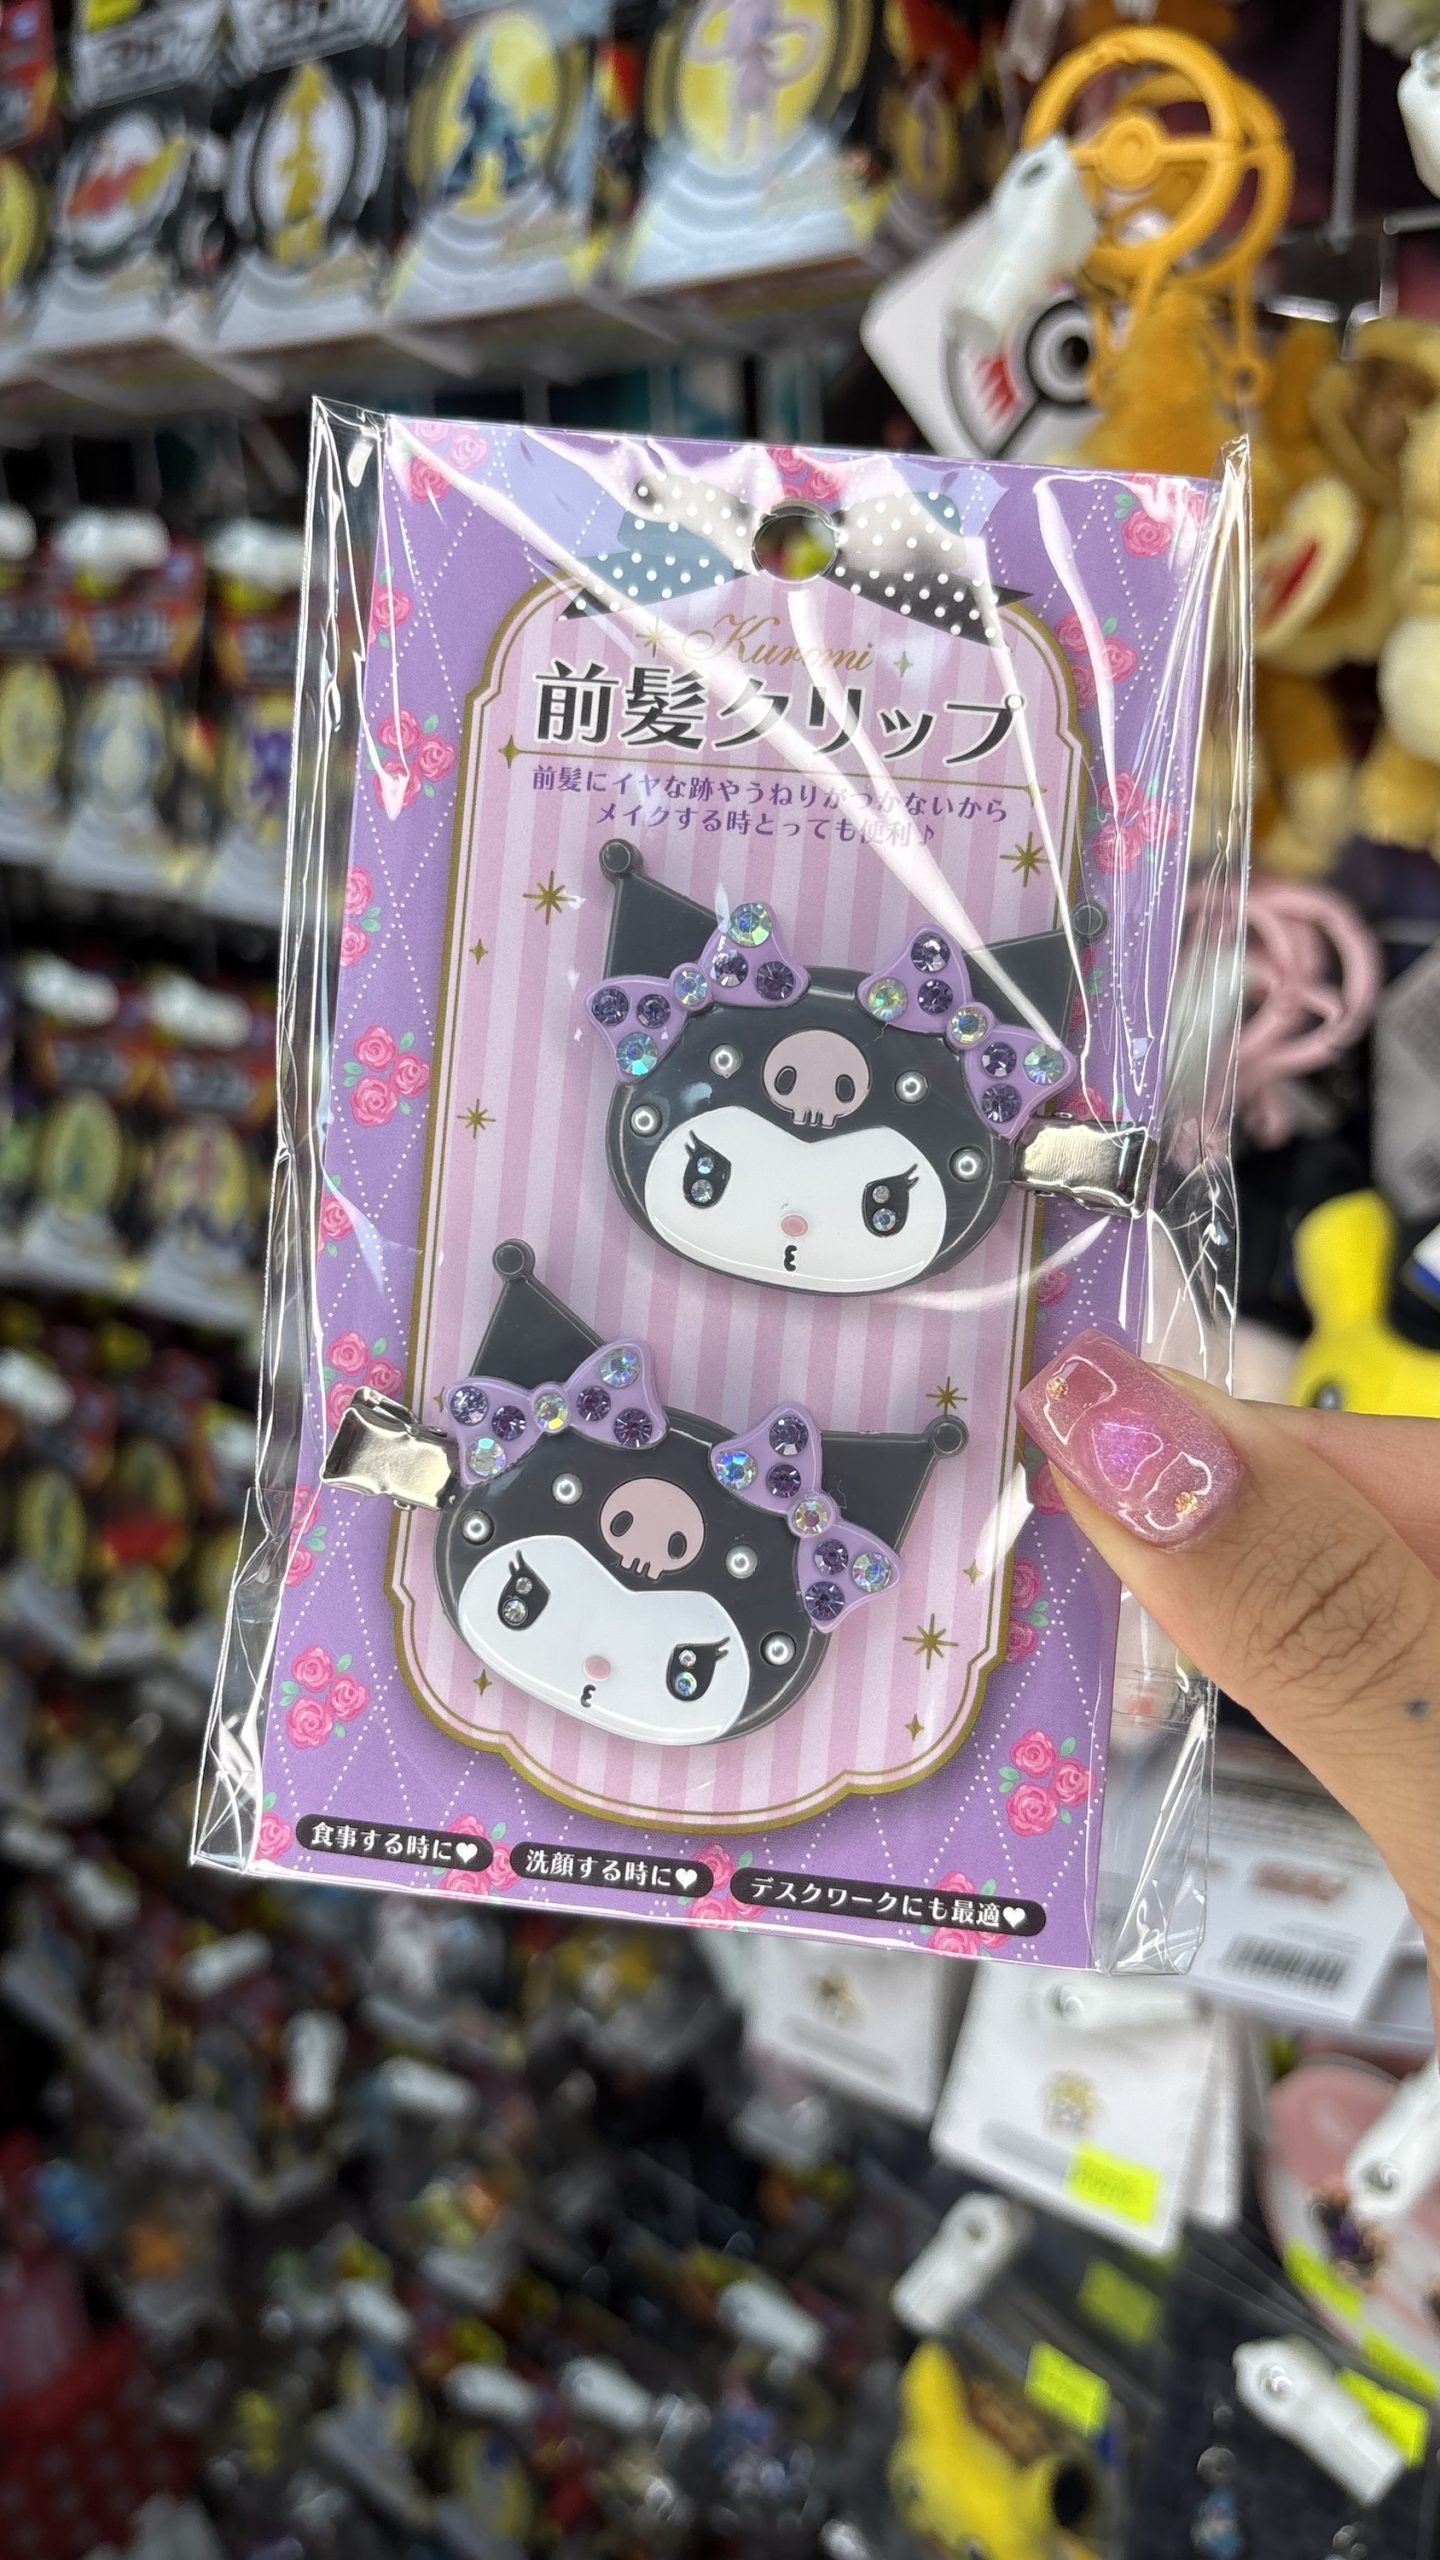 Kuromi
前髪クリップ
前髪にイヤな跡やうねりがつかないから
メイクする時とっても便利♪
食事する時に♥
洗顔する時に♥
デスクワークにも最適♥